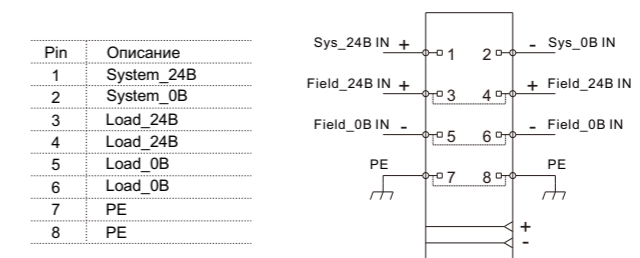 Pin Описание
1 System_24В
2 System_0В
3 Load_24В
4 Load_24В
5 Load_0В
6 Load_0В
7 PE
8 PE
Sys_24В IN + 1 2 - Sys_0В IN
Field_24В IN + 3 4 + Field_24В IN
Field_0В IN - 5 6 - Field_0В IN
PE 7 8 PE
+
-